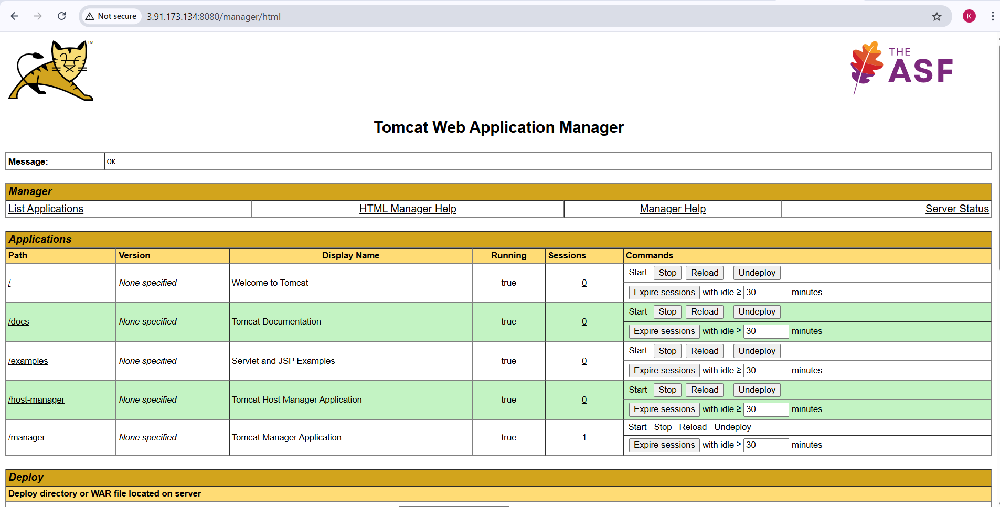 Not secure 3.91.173.134:8080/manager/html K
TM
THE
ASF
Tomcat Web Application Manager
Message: OK
Manager
List Applications HTML Manager Help Manager Help Server Status
Applications
Path Version Display Name Running Sessions Commands
/ None specified Welcome to Tomcat true 0 Start Stop Reload Undeploy
Expire sessions with idle ≥ 30 minutes
/docs None specified Tomcat Documentation true 0 Start Stop Reload Undeploy
Expire sessions with idle ≥ 30 minutes
/examples None specified Servlet and JSP Examples true 0 Start Stop Reload Undeploy
Expire sessions with idle ≥ 30 minutes
/host-manager None specified Tomcat Host Manager Application true 0 Start Stop Reload Undeploy
Expire sessions with idle ≥ 30 minutes
/manager None specified Tomcat Manager Application true 1 Start Stop Reload Undeploy
Expire sessions with idle ≥ 30 minutes
Deploy
Deploy directory or WAR file located on server